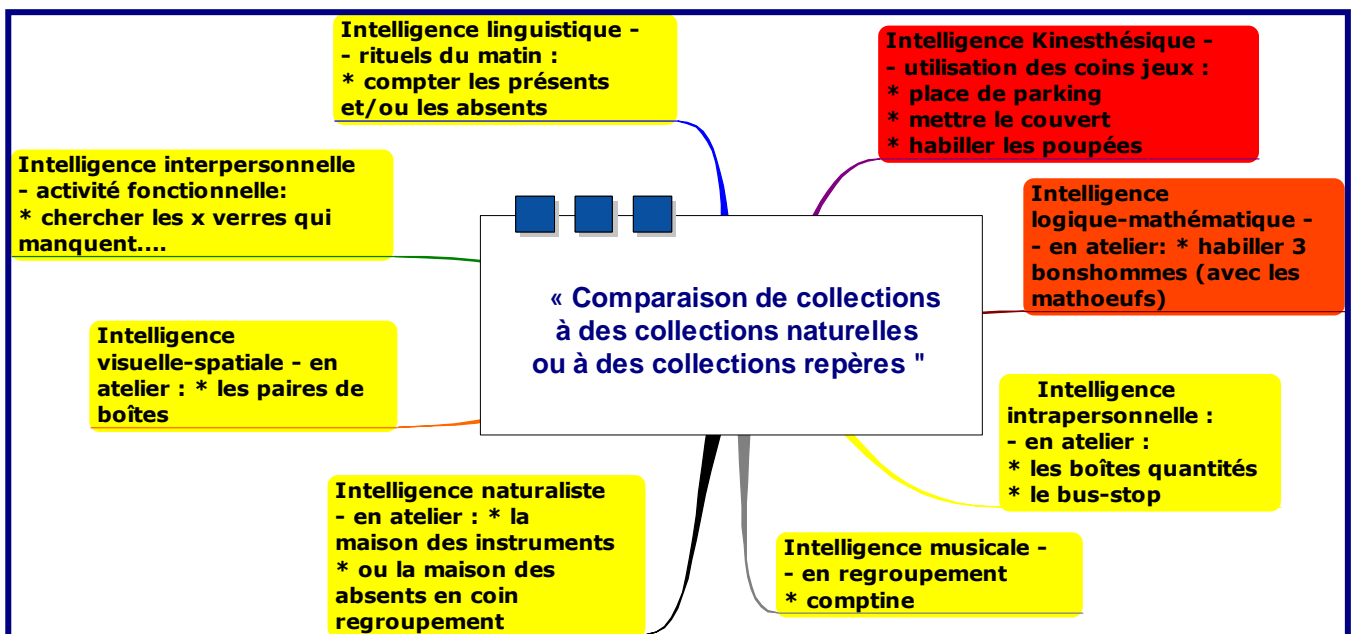 Intelligence linguistique -
- rituels du matin :
* compter les présents
et/ou les absents
Intelligence Kinesthésique -
- utilisation des coins jeux :
* place de parking
* mettre le couvert
* habiller les poupées
Intelligence interpersonnelle
- activité fonctionnelle:
* chercher les x verres qui
manquent....
Intelligence
logique-mathématique -
- en atelier: * habiller 3
bonshommes (avec les
mathoeufs)
« Comparaison de collections
à des collections naturelles
ou à des collections repères "
Intelligence
visuelle-spatiale - en
atelier : * les paires de
boîtes
Intelligence
intrapersonnelle :
- en atelier :
* les boîtes quantités
* le bus-stop
Intelligence naturaliste
- en atelier : * la
maison des instruments
* ou la maison des
absents en coin
regroupement
Intelligence musicale -
- en regroupement
* comptine